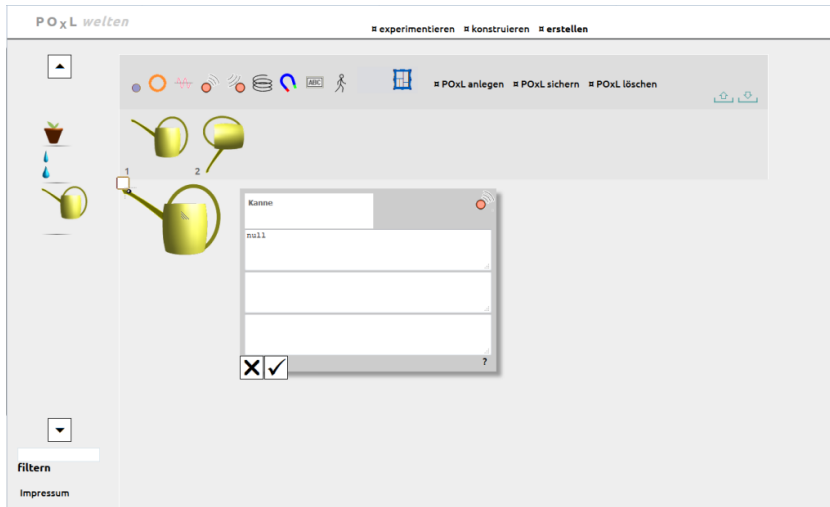 POxL welten
¤ experimentieren ¤ konstruieren ¤ erstellen
ABC
¤ POxL anlegen ¤ POxL sichern ¤ POxL löschen
1 2
Kanne
null
?
filtern
Impressum